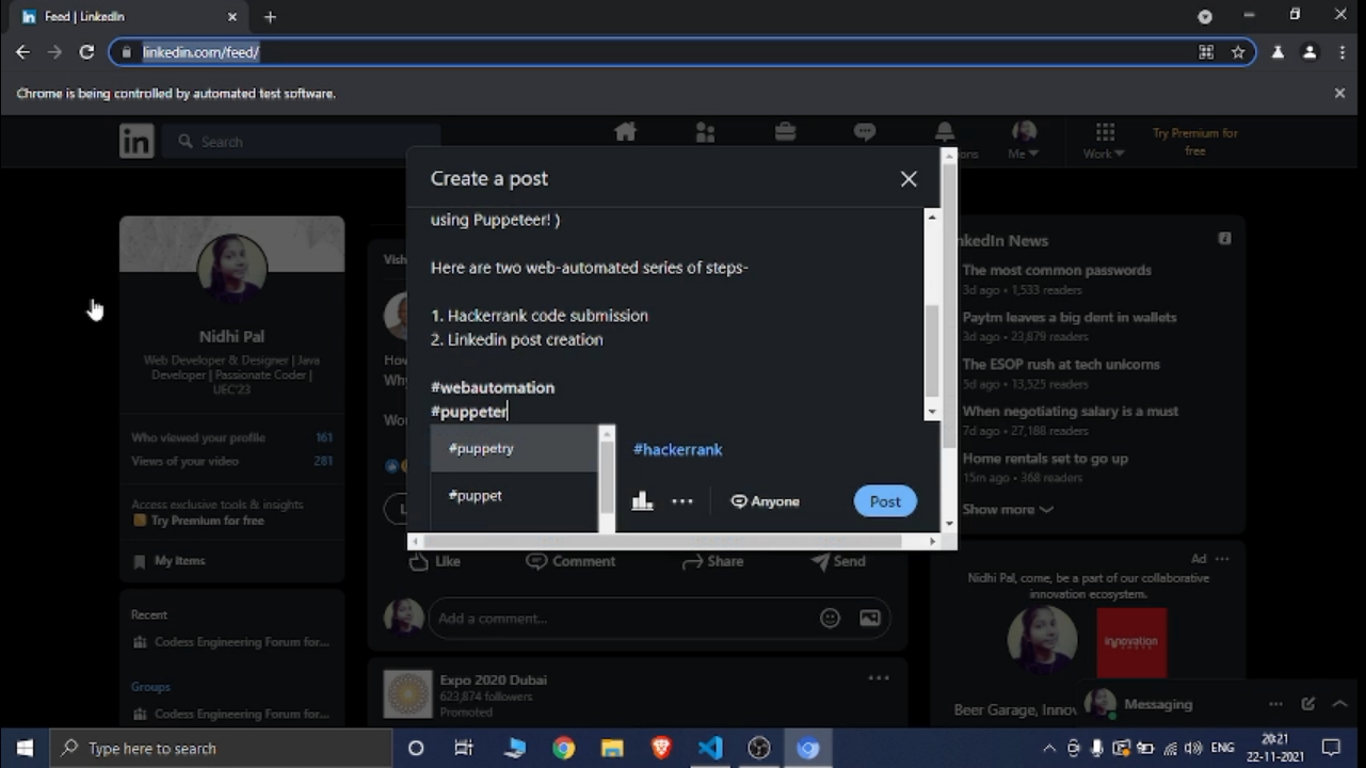 Feed | LinkedIn
linkedin.com/feed/
Chrome is being controlled by automated test software.
in
Search
Me
Work
Try Premium for
free
Create a post
using Puppeteer! )
Here are two web-automated series of steps-
1. Hackerrank code submission
2. Linkedin post creation
#webautomation
#puppeter
#puppetry
#puppet
#hackerrank
Anyone
Post
Nidhi Pal
Web Developer & Designer | Java
Developer | Passionate Coder |
UEC'23
Who viewed your profile 161
Views of your video 281
Access exclusive tools & insights
Try Premium for free
My items
Recent
Codess Engineering Forum for...
Groups
Codess Engineering Forum for...
Vish
How
Why
Wo
Like
Comment
Share
Send
Add a comment...
Expo 2020 Dubai
623,874 followers
Promoted
nkedIn News
The most common passwords
3d ago • 1,533 readers
Paytm leaves a big dent in wallets
3d ago • 23,879 readers
The ESOP rush at tech unicorns
5d ago • 13,525 readers
When negotiating salary is a must
7d ago • 27,188 readers
Home rentals set to go up
15m ago • 368 readers
Show more
Ad
Nidhi Pal, come, be a part of our collaborative
innovation ecosystem.
innovation
Beer Garage, Innov
Messaging
Type here to search
ENG
20:21
22-11-2021